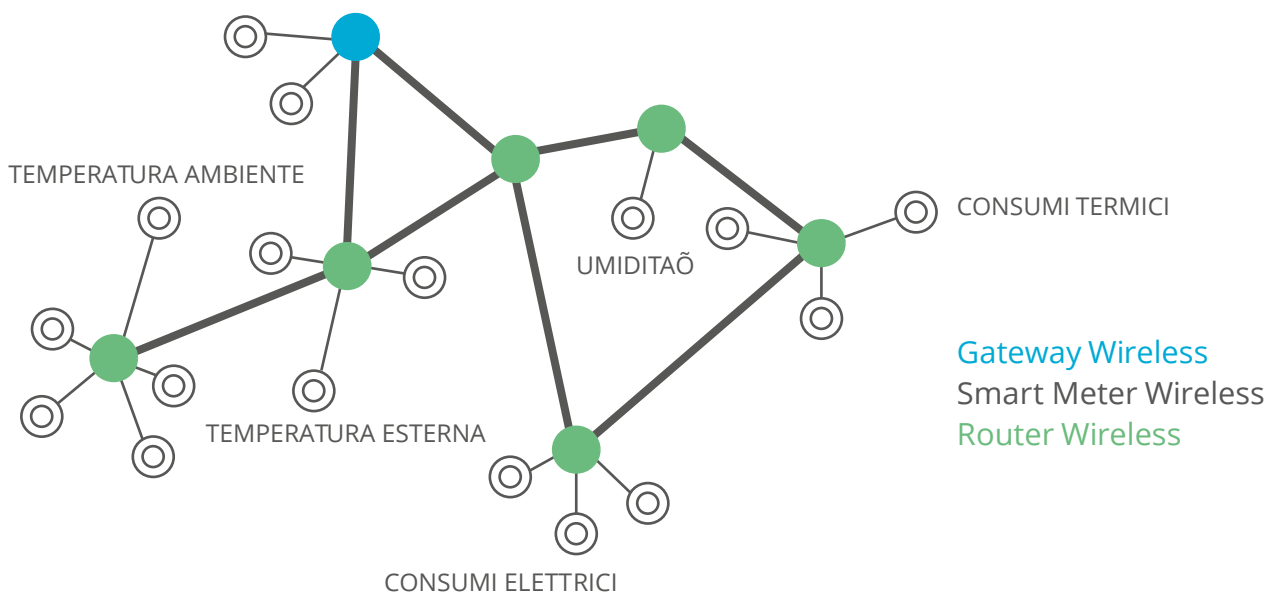 TEMPERATURA AMBIENTE
CONSUMI TERMICI
UMIDITAÕ
Gateway Wireless
Smart Meter Wireless
Router Wireless
TEMPERATURA ESTERNA
CONSUMI ELETTRICI